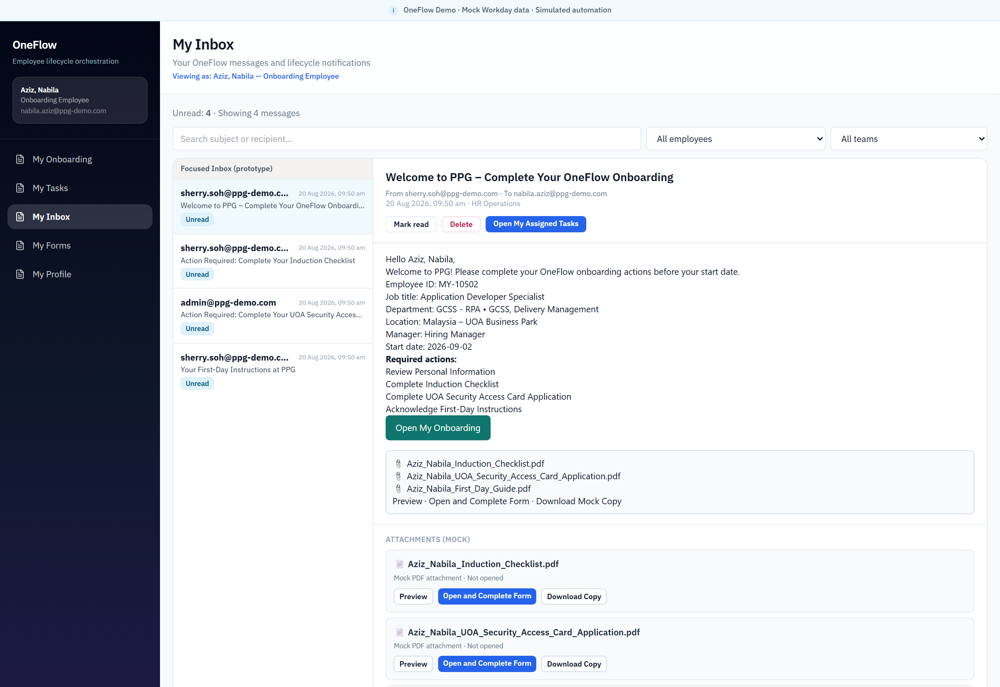 i OneFlow Demo · Mock Workday data · Simulated automation
OneFlow
Employee lifecycle orchestration
Aziz, Nabila
Onboarding Employee
nabila.aziz@ppg-demo.com
My Onboarding
My Tasks
My Inbox
My Forms
My Profile
My Inbox
Your OneFlow messages and lifecycle notifications
Viewing as: Aziz, Nabila — Onboarding Employee
Unread: 4 · Showing 4 messages
Search subject or recipient...
All employees
All teams
Focused Inbox (prototype)
sherry.soh@ppg-demo.c... 20 Aug 2026, 09:50 am
Welcome to PPG – Complete Your OneFlow Onboardi...
Unread
sherry.soh@ppg-demo.c... 20 Aug 2026, 09:50 am
Action Required: Complete Your Induction Checklist
Unread
admin@ppg-demo.com 20 Aug 2026, 09:50 am
Action Required: Complete Your UOA Security Acces...
Unread
sherry.soh@ppg-demo.c... 20 Aug 2026, 09:50 am
Your First-Day Instructions at PPG
Unread
Welcome to PPG – Complete Your OneFlow Onboarding
From sherry.soh@ppg-demo.com · To nabila.aziz@ppg-demo.com
20 Aug 2026, 09:50 am · HR Operations
Mark read
Delete
Open My Assigned Tasks
Hello Aziz, Nabila,
Welcome to PPG! Please complete your OneFlow onboarding actions before your start date.
Employee ID: MY-10502
Job title: Application Developer Specialist
Department: GCSS - RPA • GCSS, Delivery Management
Location: Malaysia – UOA Business Park
Manager: Hiring Manager
Start date: 2026-09-02
Required actions:
Review Personal Information
Complete Induction Checklist
Complete UOA Security Access Card Application
Acknowledge First-Day Instructions
Open My Onboarding
Aziz_Nabila_Induction_Checklist.pdf
Aziz_Nabila_UOA_Security_Access_Card_Application.pdf
Aziz_Nabila_First_Day_Guide.pdf
Preview · Open and Complete Form · Download Mock Copy
ATTACHMENTS (MOCK)
Aziz_Nabila_Induction_Checklist.pdf
Mock PDF attachment · Not opened
Preview
Open and Complete Form
Download Copy
Aziz_Nabila_UOA_Security_Access_Card_Application.pdf
Mock PDF attachment · Not opened
Preview
Open and Complete Form
Download Copy